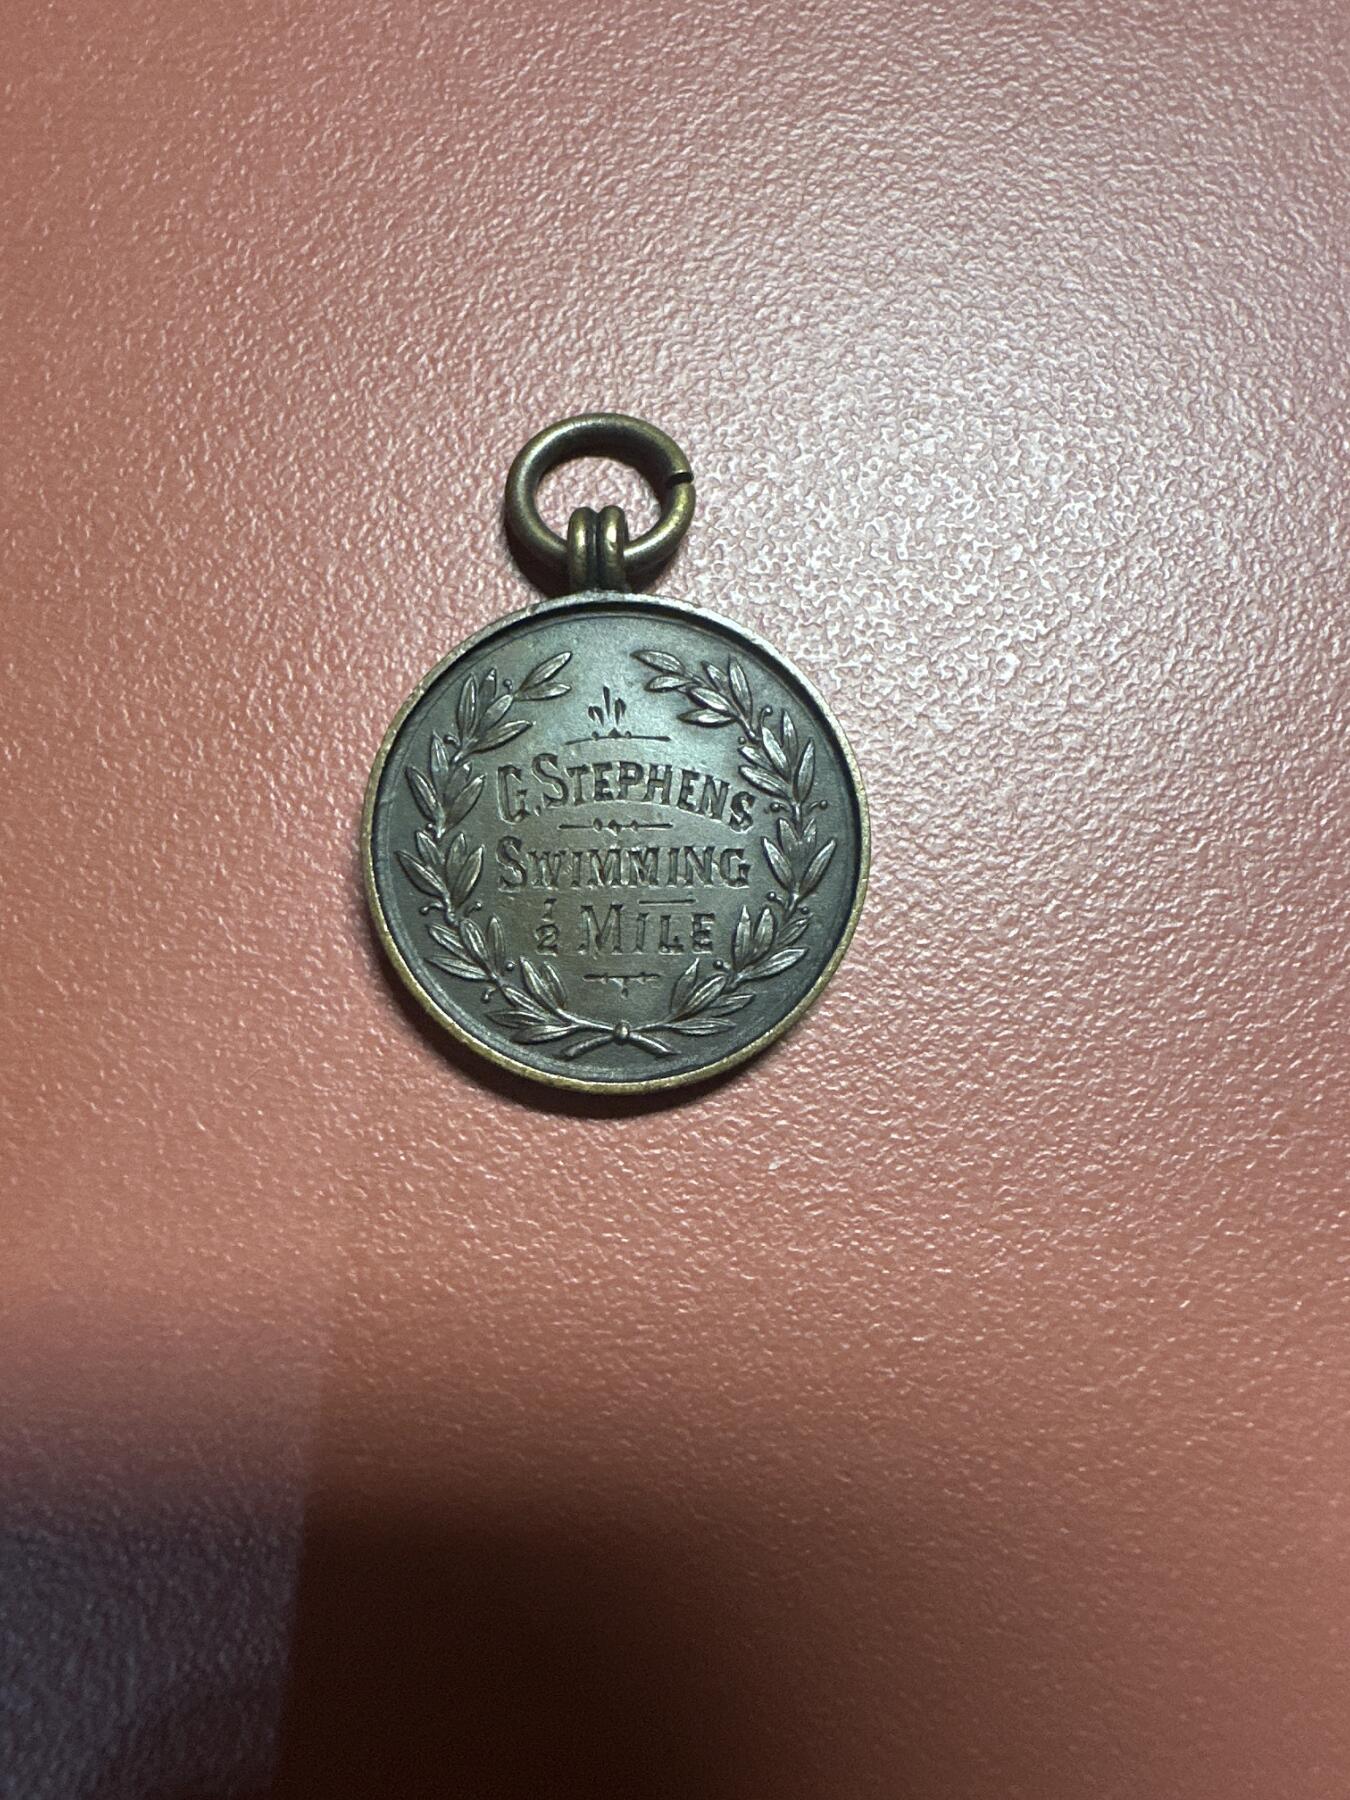 G. STEPHENS
SWIMMING
1/2 MILE